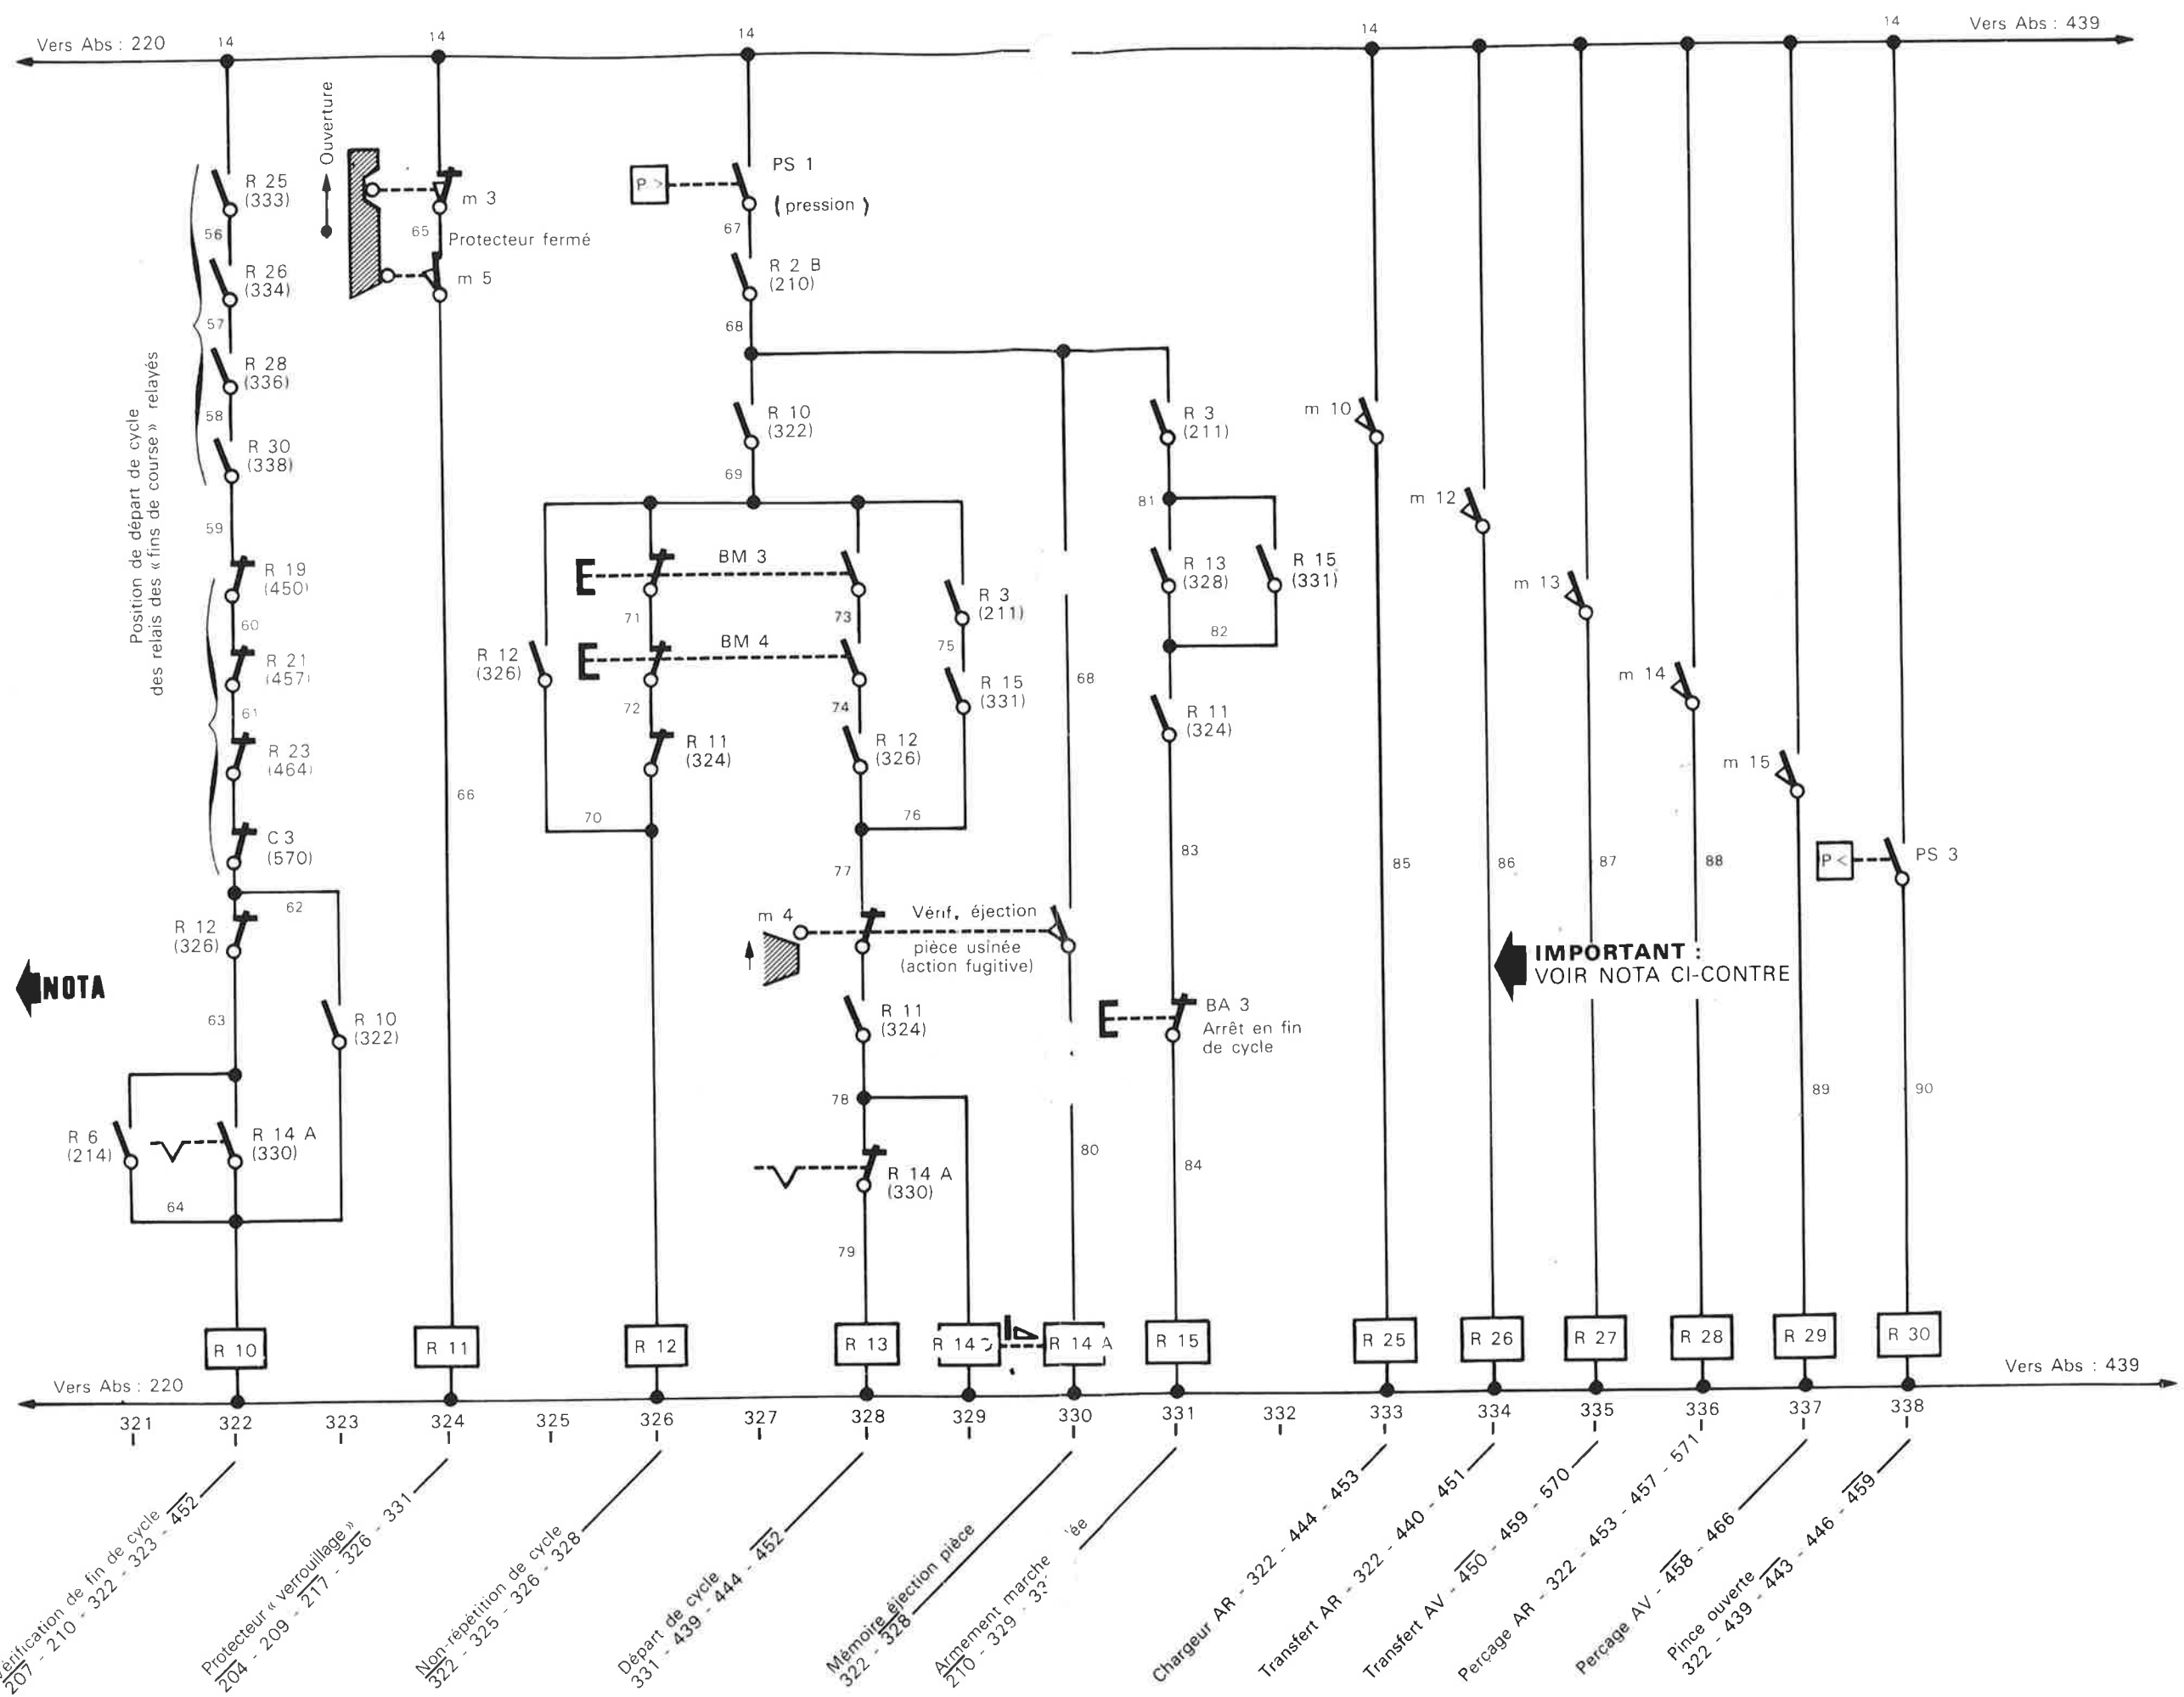 Vers Abs : 220
14
14
14
14
14
Vers Abs : 439
Ouverture
R 25
(333)
56
R 26
(334)
57
R 28
(336)
58
R 30
(338)
59
Position de départ de cycle
des relais des « fins de course » relayés
R 19
(450)
60
R 21
(457)
61
R 23
(464)
C 3
(570)
62
R 12
(326)
63
R 10
(322)
R 6
(214)
R 14 A
(330)
64
R 10
NOTA
m 3
65
Protecteur fermé
m 5
66
R 11
P >
PS 1
( pression )
67
R 2 B
(210)
68
R 10
(322)
69
BM 3
71
73
BM 4
R 12
(326)
72
74
R 11
(324)
R 12
(326)
R 3
(211)
75
R 15
(331)
70
76
77
m 4
Vérif. éjection
pièce usinée
(action fugitive)
R 11
(324)
78
R 14 A
(330)
79
R 12
R 13
R 14
R 14 A
68
80
R 3
(211)
81
R 13
(328)
R 15
(331)
82
R 11
(324)
83
BA 3
Arrêt en fin
de cycle
84
R 15
m 10
85
m 12
86
m 13
87
m 14
88
m 15
89
P <
PS 3
90
IMPORTANT :
VOIR NOTA CI-CONTRE
R 25
R 26
R 27
R 28
R 29
R 30
Vers Abs : 220
Vers Abs : 439
321
322
323
324
325
326
327
328
329
330
331
332
333
334
335
336
337
338
Vérification de fin de cycle
207 - 210 - 322 - 323 - 452
Protecteur « verrouillage »
204 - 209 - 217 - 326 - 331
Non-répétition de cycle
322 - 325 - 326 - 328
Départ de cycle
331 - 439 - 444 - 452
Mémoire éjection pièce
322 - 328
Armement marche
210 - 329 -
Chargeur AR - 322 - 444 - 453
Transfert AR - 322 - 440 - 451
Transfert AV - 450 - 459 - 570
Perçage AR - 322 - 453 - 457 - 571
Perçage AV - 458 - 466
Pince ouverte
322 - 439 - 443 - 446 - 459